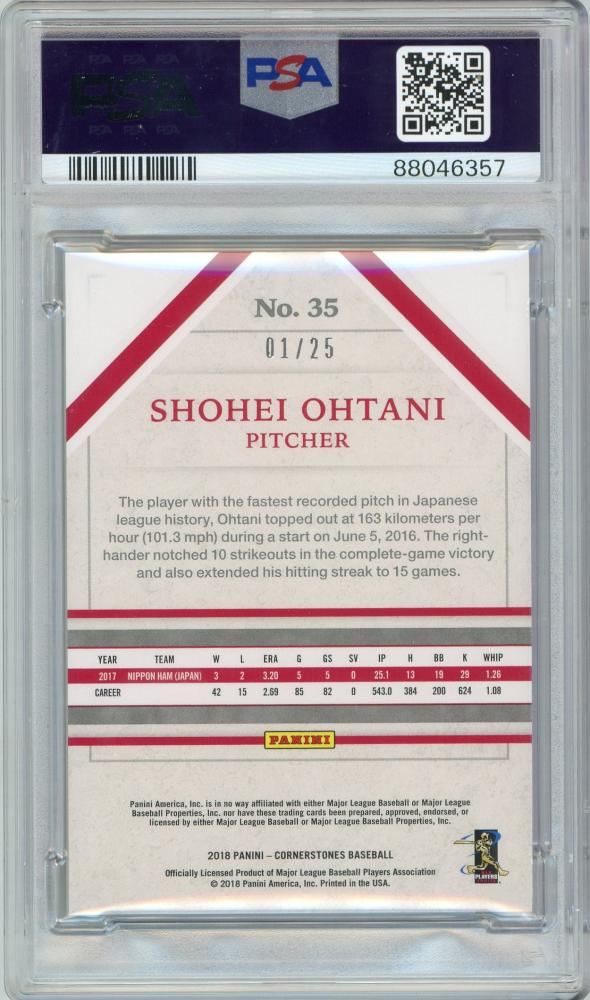 PSA PSA PSA
PSA
PSA PSA PSA
PSA
88046357
No. 35
01/25
SHOHEI OHTANI
PITCHER
The player with the fastest recorded pitch in Japanese
league history, Ohtani topped out at 163 kilometers per
hour (101.3 mph) during a start on June 5, 2016. The right-
hander notched 10 strikeouts in the complete-game victory
and also extended his hitting streak to 15 games.
YEAR TEAM W L ERA G GS SV IP H BB K WHIP
2017 NIPPON HAM (JAPAN) 3 2 3.20 5 5 0 25.1 13 19 29 1.26
CAREER 42 15 2.69 85 82 0 543.0 384 200 624 1.08
PANINI
Panini America, Inc. is in no way affiliated with either Major League Baseball or Major League
Baseball Properties, Inc. nor have these trading cards been prepared, approved, endorsed, or
licensed by either Major League Baseball or Major League Baseball Properties, Inc.
2018 PANINI – CORNERSTONES BASEBALL
Officially Licensed Product of Major League Baseball Players Association
© 2018 Panini America, Inc. Printed in the USA.
PLAYERS